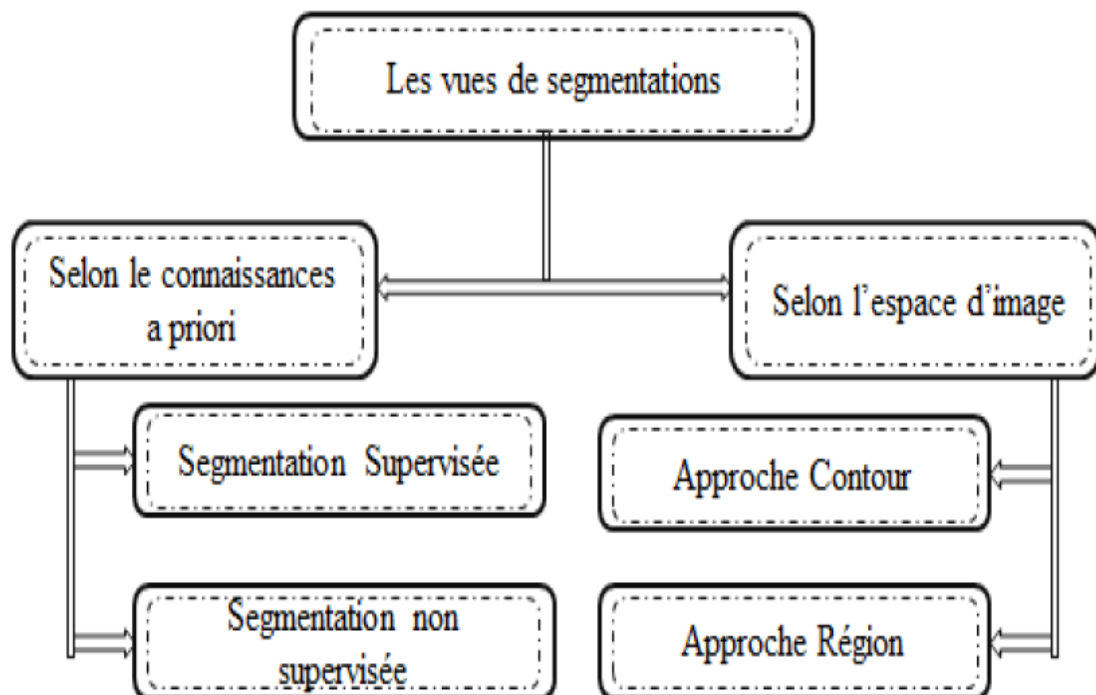 Les vues de segmentations
Selon le connaissances
a priori
Selon l'espace d'image
Segmentation Supervisée
Approche Contour
Segmentation non
supervisée
Approche Région